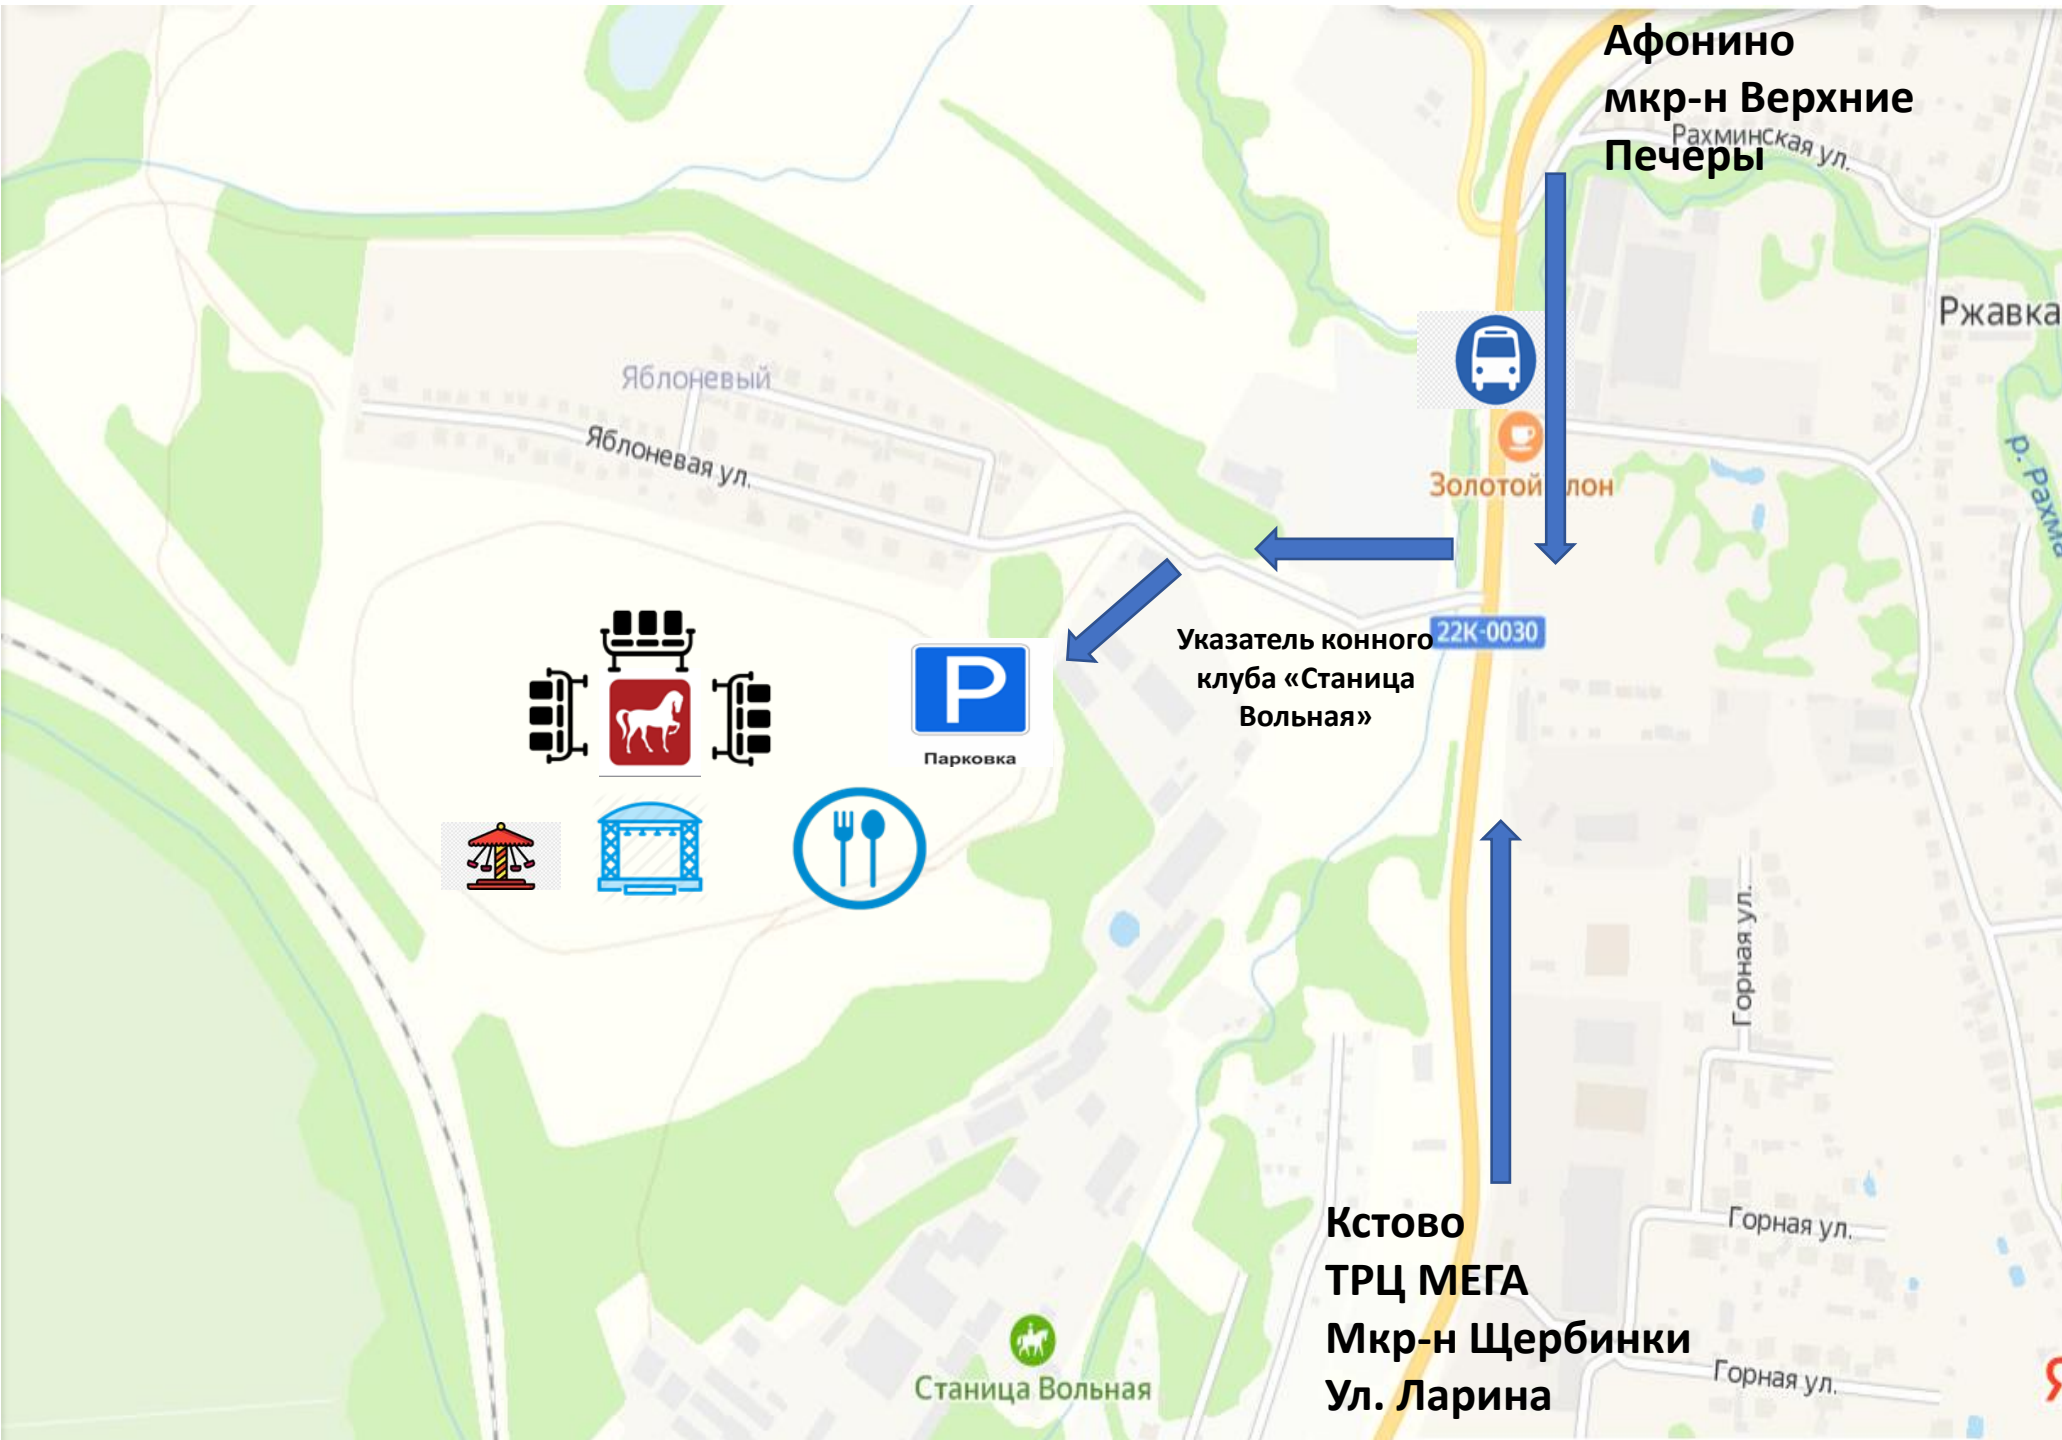 Афонино
мкр-н Верхние
Печеры
Рахминская ул.
Ржавка
Яблоневый
Яблоневая ул.
Золотой
лон
р. Рахма
22К-0030
Указатель конного
клуба «Станица
Вольная»
P
Парковка
Горная ул.
Кстово
ТРЦ МЕГА
Мкр-н Щербинки
Ул. Ларина
Горная ул.
Горная ул.
Станица Вольная
Я